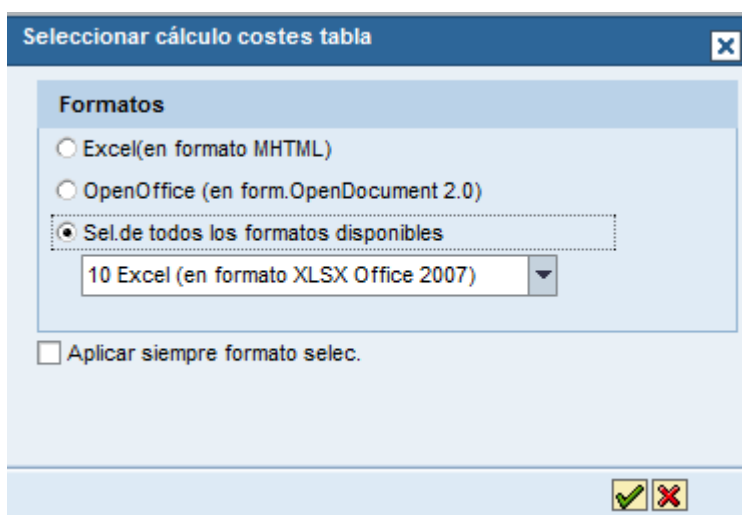 Seleccionar cálculo costes tabla
Formatos
Excel(en formato MHTML)
OpenOffice (en form.OpenDocument 2.0)
Sel.de todos los formatos disponibles
10 Excel (en formato XLSX Office 2007)
Aplicar siempre formato selec.